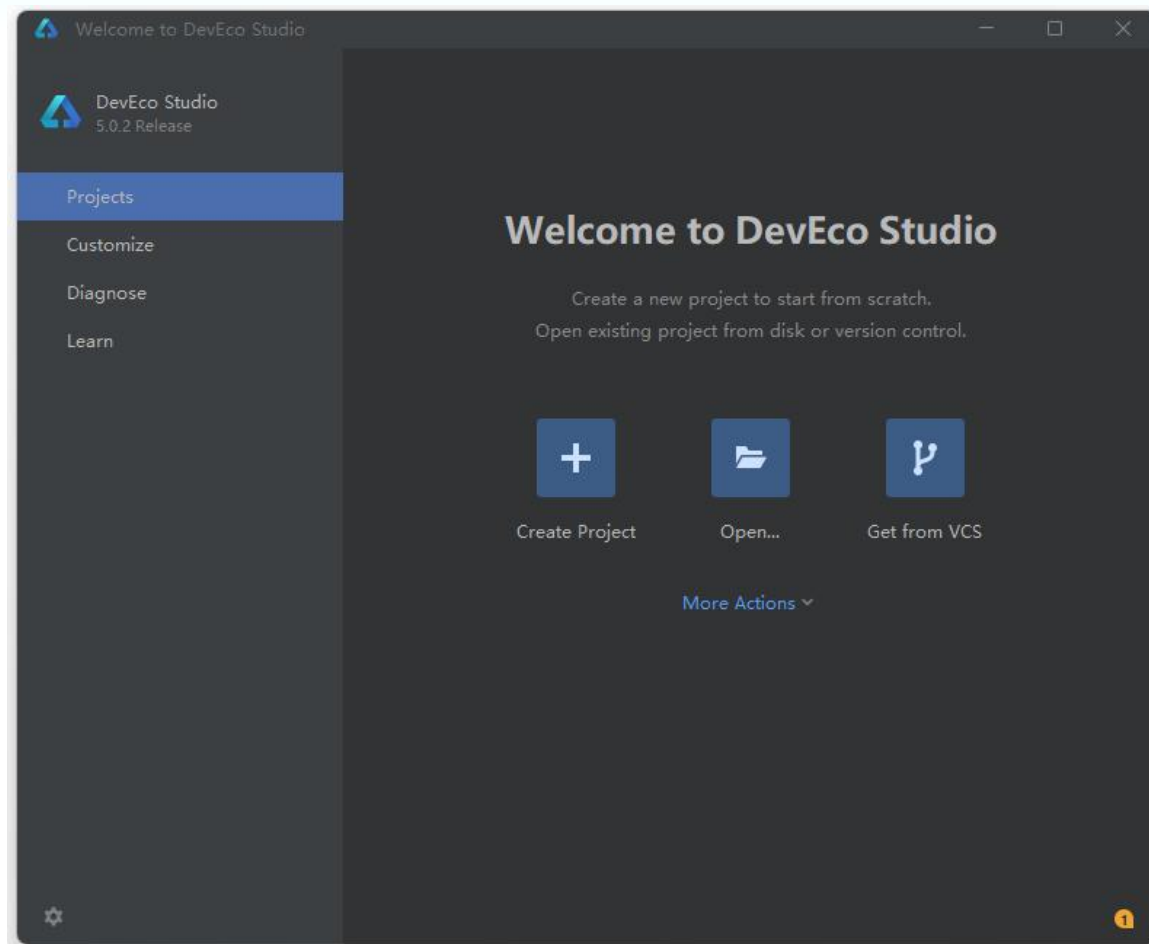 Welcome to DevEco Studio
DevEco Studio
5.0.2 Release
Projects
Customize
Diagnose
Learn
Welcome to DevEco Studio
Create a new project to start from scratch.
Open existing project from disk or version control.
Create Project
Open...
Get from VCS
More Actions
1